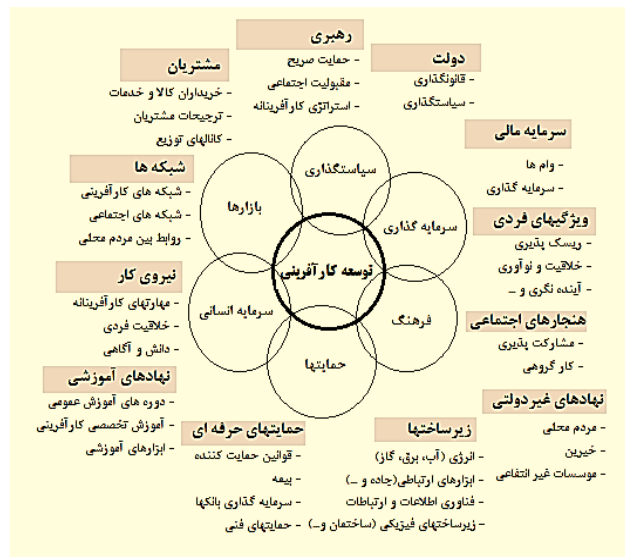 رهبری
- حمایت صریح
- مقبولیت اجتماعی
- استراتژی کارآفرینانه
دولت
- قانونگذاری
- سیاستگذاری
مشتریان
- خریداران کالا و خدمات
- ترجیحات مشتریان
- کانالهای توزیع
سرمایه مالی
- وام ها
- سرمایه گذاری
شبکه ها
- شبکه های کارآفرینی
- شبکه های اجتماعی
- روابط بین مردم محلی
ویژگیهای فردی
- ریسک پذیری
- خلاقیت و نوآوری
- آینده نگری و ...
نیروی کار
- مهارتهای کارآفرینانه
- خلاقیت فردی
- دانش و آگاهی
هنجارهای اجتماعی
- مشارکت پذیری
- کار گروهی
نهادهای آموزشی
- دوره های آموزش عمومی
- آموزش تخصصی کارآفرینی
- ابزارهای آموزشی
نهادهای غیردولتی
- مردم محلی
- خیرین
- موسسات غیر انتفاعی
حمایتهای حرفه ای
- قوانین حمایت کننده
- بیمه
- سرمایه گذاری بانکها
- حمایتهای فنی
زیرساختها
- انرژی (آب، برق، گاز)
- ابزارهای ارتباطی(جاده و ...)
- فناوری اطلاعات و ارتباطات
- زیرساختهای فیزیکی (ساختمان و...)
سیاستگذاری
سرمایه گذاری
بازارها
توسعه کارآفرینی
سرمایه انسانی
فرهنگ
حمایتها